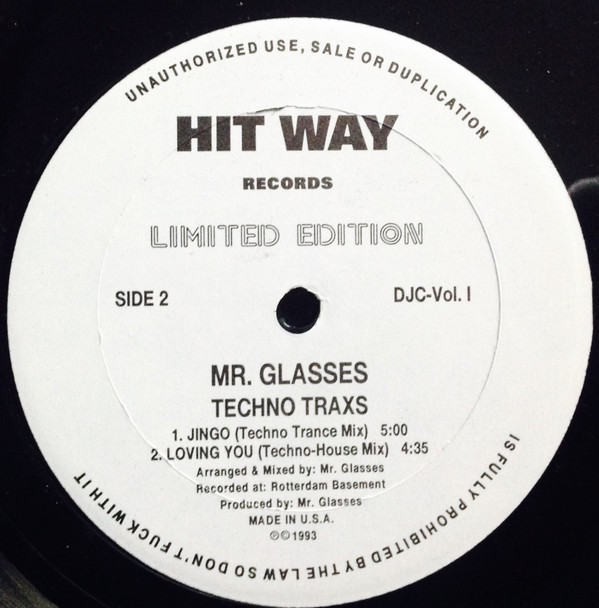 UNAUTHORIZED USE, SALE OR DUPLICATION
HIT WAY
RECORDS
LIMITED EDITION
SIDE 2
DJC-Vol. I
MR. GLASSES
TECHNO TRAXS
1. JINGO (Techno Trance Mix) 5:00
2. LOVING YOU (Techno-House Mix) 4:35
Arranged & Mixed by: Mr. Glasses
Recorded at: Rotterdam Basement
Produced by: Mr. Glasses
MADE IN U.S.A.
℗© 1993
IS FULLY PROHIBITED BY THE LAW SO DON'T FUCK WITH IT